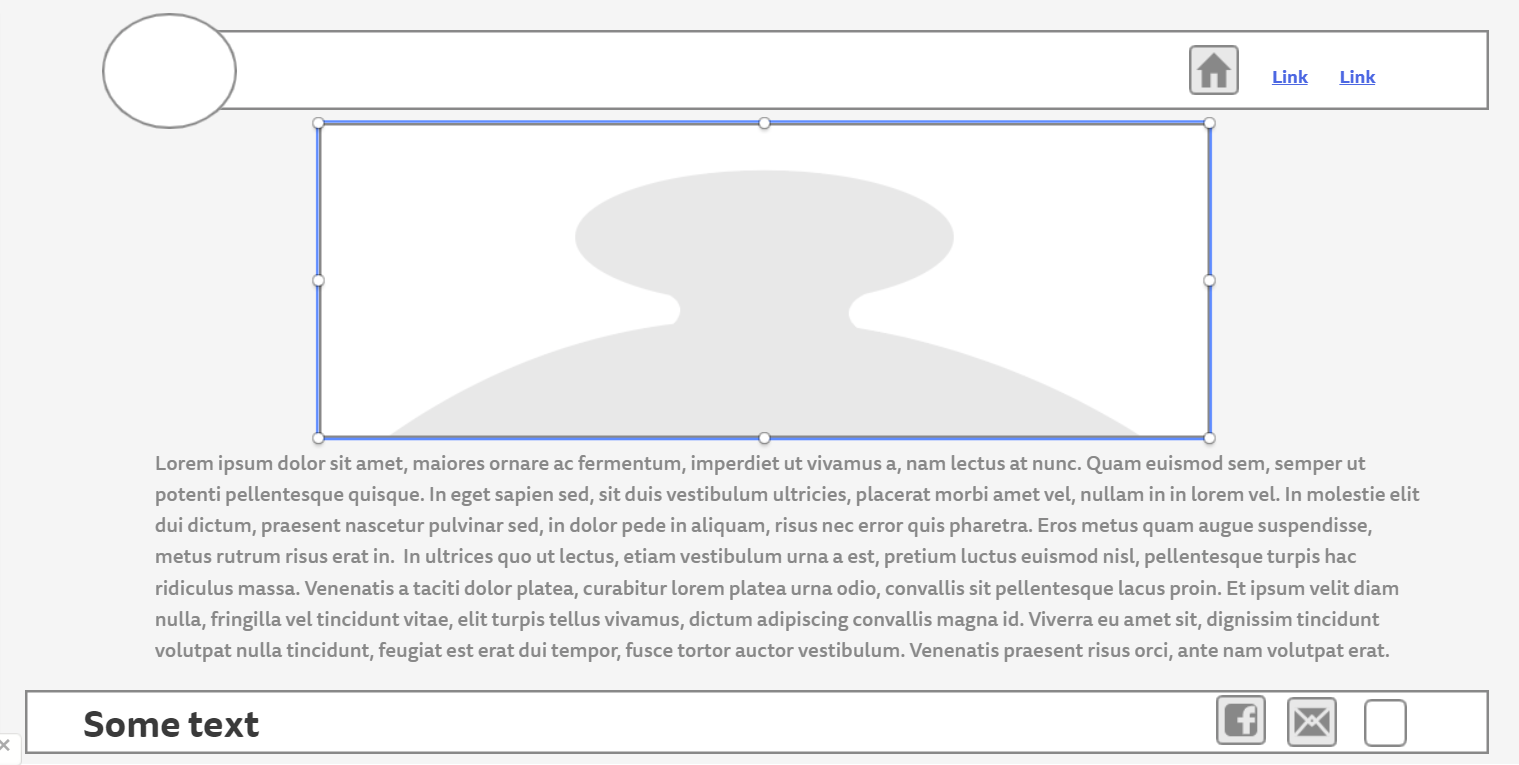 Link Link
Lorem ipsum dolor sit amet, maiores ornare ac fermentum, imperdiet ut vivamus a, nam lectus at nunc. Quam euismod sem, semper ut
potenti pellentesque quisque. In eget sapien sed, sit duis vestibulum ultricies, placerat morbi amet vel, nullam in in lorem vel. In molestie elit
dui dictum, praesent nascetur pulvinar sed, in dolor pede in aliquam, risus nec error quis pharetra. Eros metus quam augue suspendisse,
metus rutrum risus erat in.  In ultrices quo ut lectus, etiam vestibulum urna a est, pretium luctus euismod nisl, pellentesque turpis hac
ridiculus massa. Venenatis a taciti dolor platea, curabitur lorem platea urna odio, convallis sit pellentesque lacus proin. Et ipsum velit diam
nulla, fringilla vel tincidunt vitae, elit turpis tellus vivamus, dictum adipiscing convallis magna id. Viverra eu amet sit, dignissim tincidunt
volutpat nulla tincidunt, feugiat est erat dui tempor, fusce tortor auctor vestibulum. Venenatis praesent risus orci, ante nam volutpat erat.
Some text